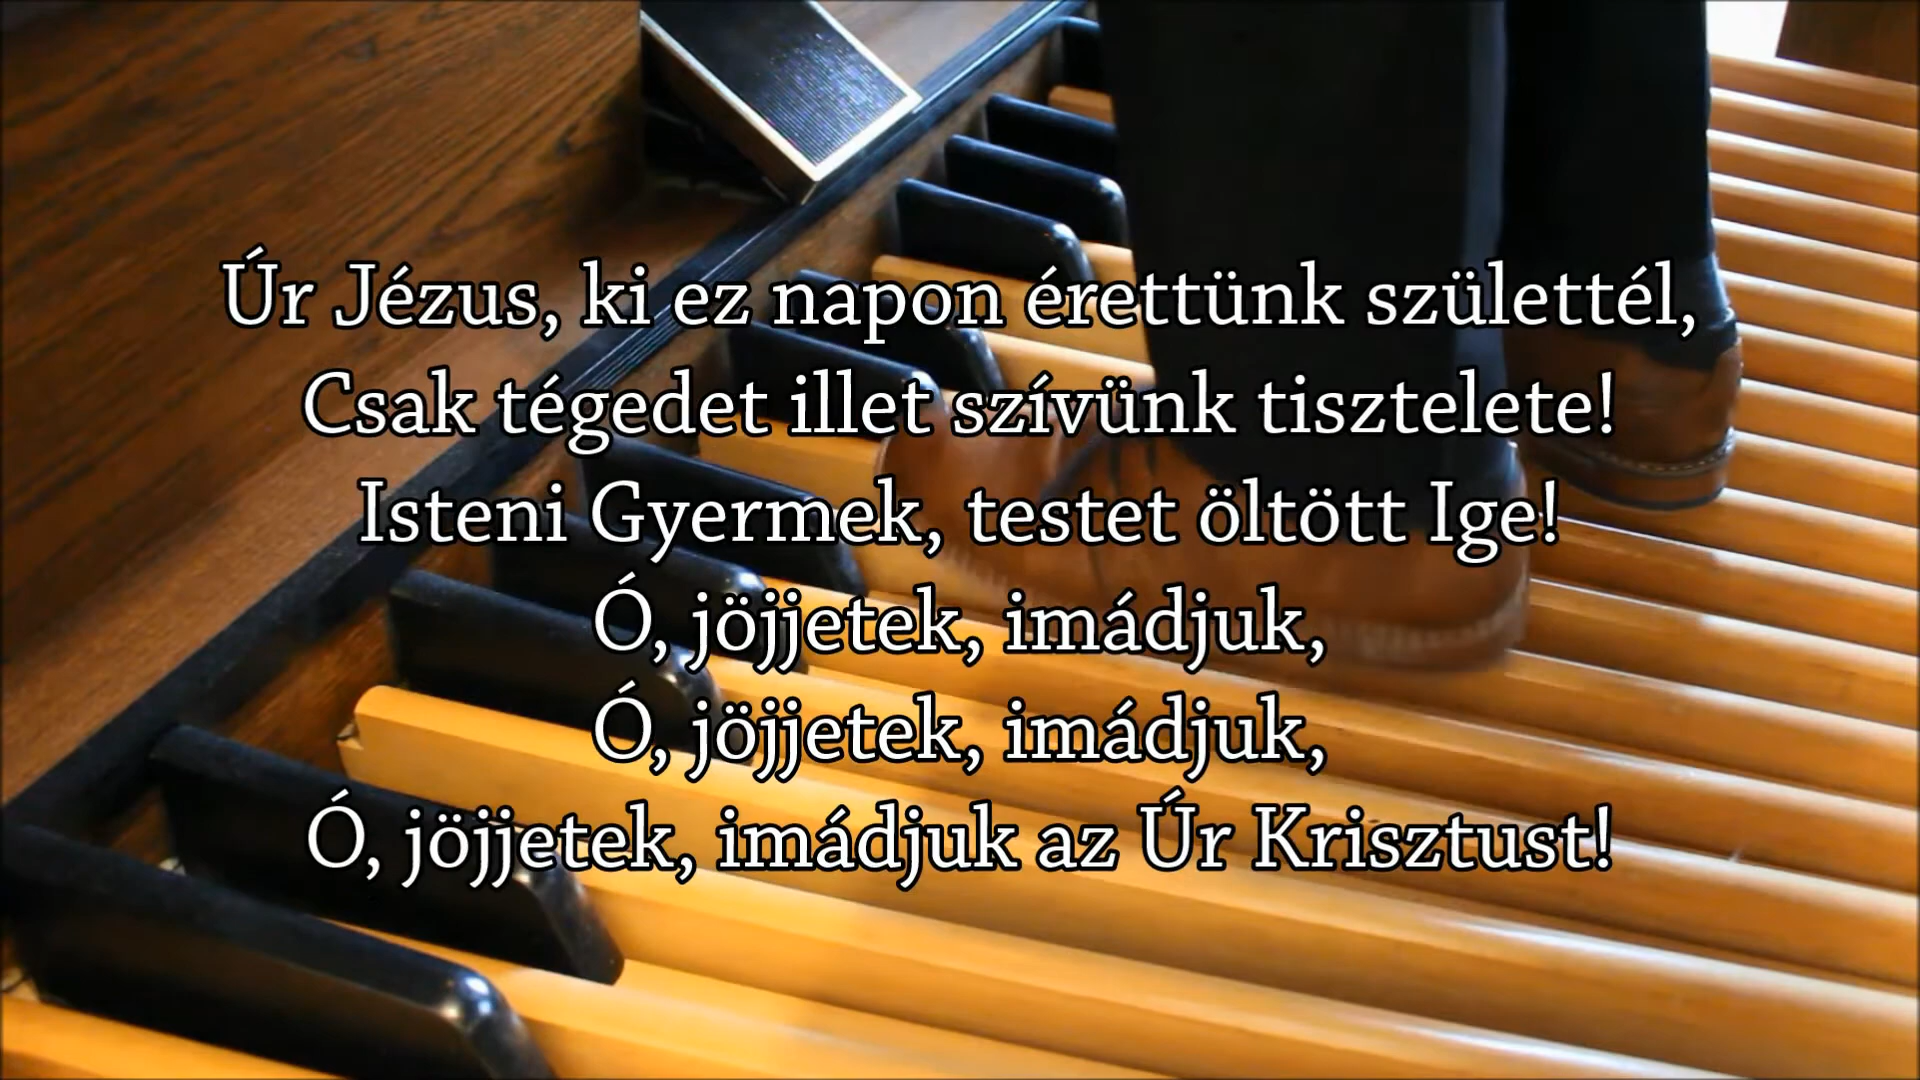 Úr Jézus, ki ez napon érettünk születtél,
Csak tégedet illet szívünk tisztelete!
Isteni Gyermek, testet öltött Ige!
Ó, jöjjetek, imádjuk,
Ó, jöjjetek, imádjuk,
Ó, jöjjetek, imádjuk az Úr Krisztust!